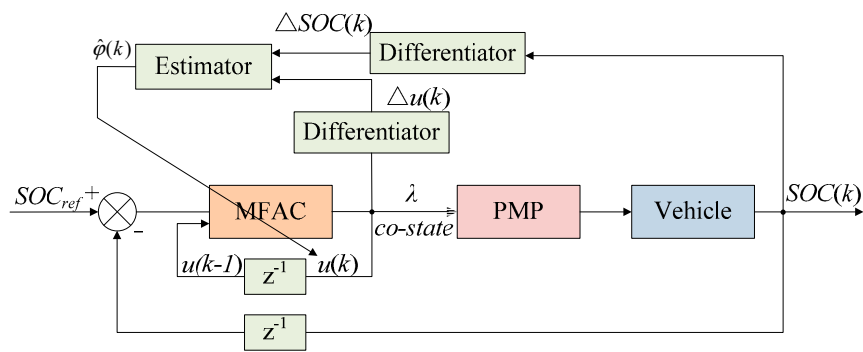 △SOC(k)
φ̂(k)
Estimator
Differentiator
△u(k)
Differentiator
SOCref
+
-
MFAC
λ
co-state
PMP
Vehicle
SOC(k)
u(k-1)
z-1
u(k)
z-1